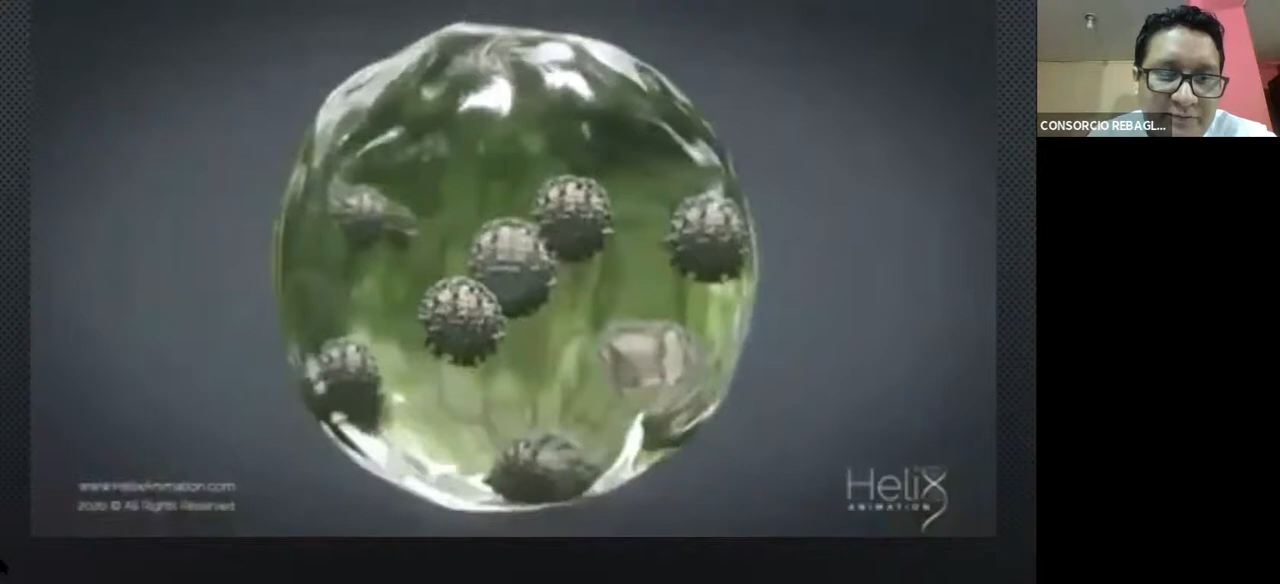 www.HelixAnimation.com
2020 © All Rights Reserved
Helix
ANIMATION
CONSORCIO REBAGL...